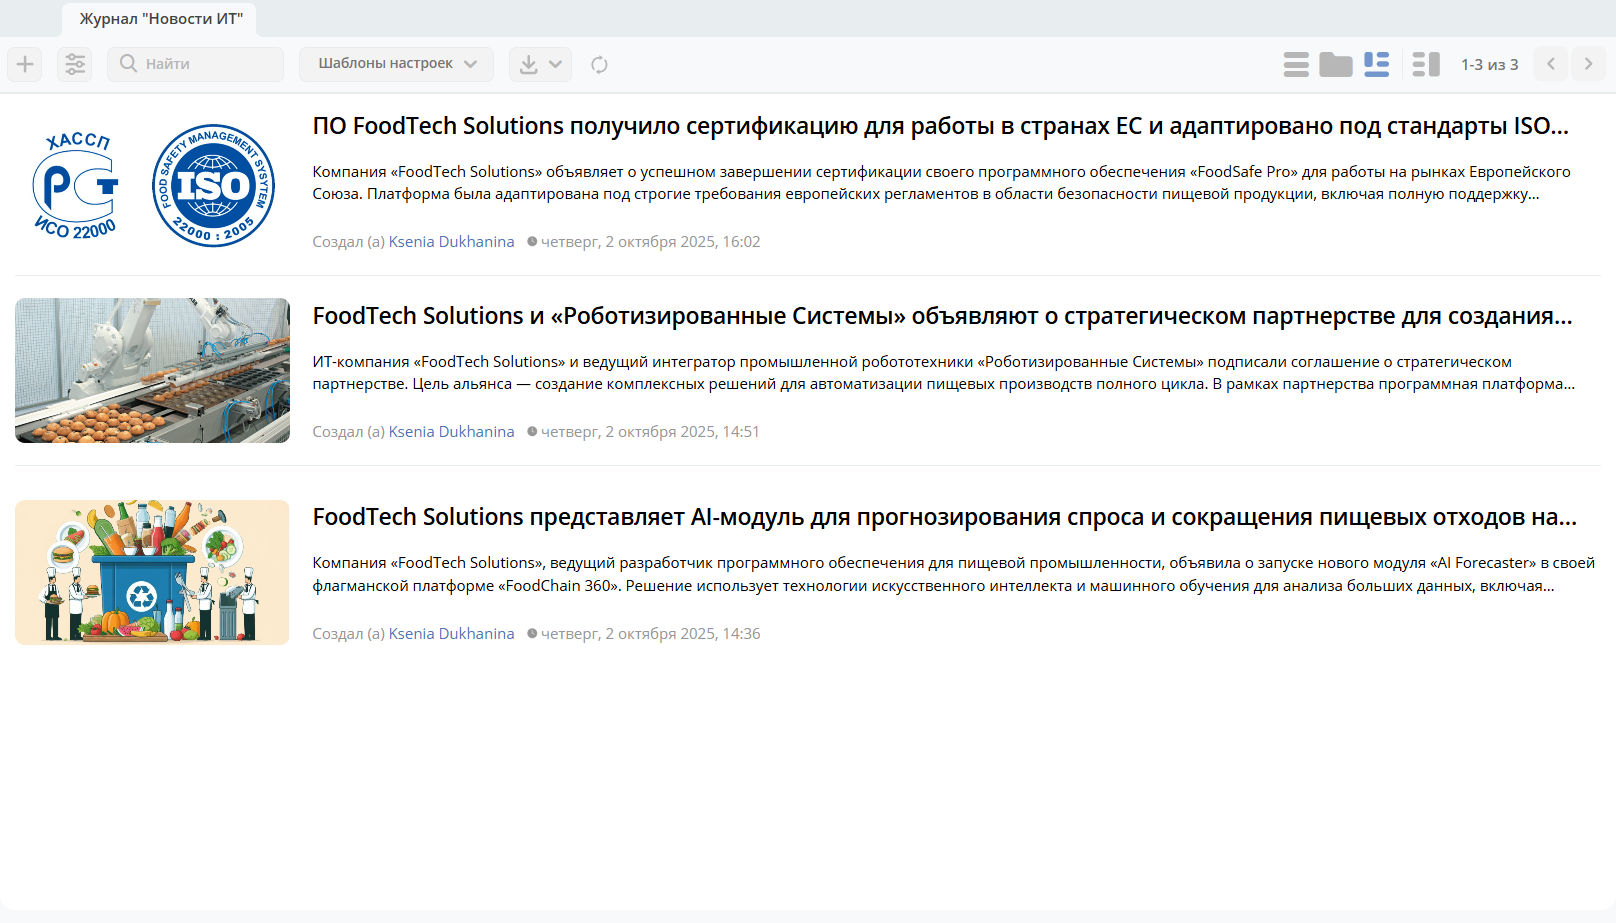 Журнал "Новости ИТ"
Найти
Шаблоны настроек
1-3 из 3
ХАССП
РСТ
ИСО 22000
FOOD SAFETY MANAGEMENT SYSYTEM
ISO
22000 : 2005
ПО FoodTech Solutions получило сертификацию для работы в странах ЕС и адаптировано под стандарты ISO...
Компания «FoodTech Solutions» объявляет о успешном завершении сертификации своего программного обеспечения «FoodSafe Pro» для работы на рынках Европейского
Союза. Платформа была адаптирована под строгие требования европейских регламентов в области безопасности пищевой продукции, включая полную поддержку...
Создал (а) Ksenia Dukhanina четверг, 2 октября 2025, 16:02
FoodTech Solutions и «Роботизированные Системы» объявляют о стратегическом партнерстве для создания...
ИТ-компания «FoodTech Solutions» и ведущий интегратор промышленной робототехники «Роботизированные Системы» подписали соглашение о стратегическом
партнерстве. Цель альянса — создание комплексных решений для автоматизации пищевых производств полного цикла. В рамках партнерства программная платформа...
Создал (а) Ksenia Dukhanina четверг, 2 октября 2025, 14:51
FoodTech Solutions представляет AI-модуль для прогнозирования спроса и сокращения пищевых отходов на...
Компания «FoodTech Solutions», ведущий разработчик программного обеспечения для пищевой промышленности, объявила о запуске нового модуля «AI Forecaster» в своей
флагманской платформе «FoodChain 360». Решение использует технологии искусственного интеллекта и машинного обучения для анализа больших данных, включая...
Создал (а) Ksenia Dukhanina четверг, 2 октября 2025, 14:36